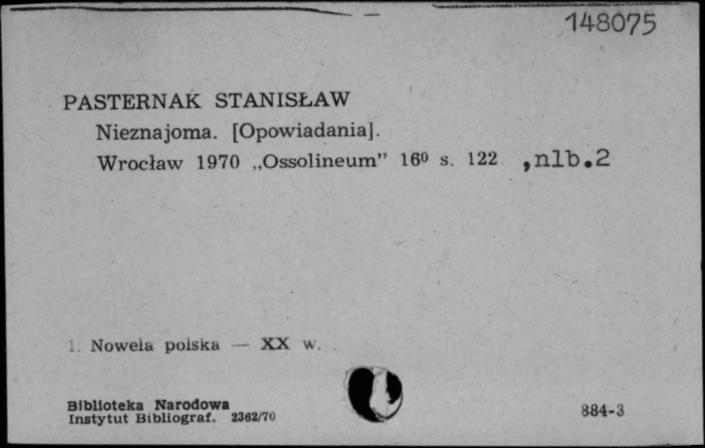 148075
PASTERNAK STANISŁAW
Nieznajoma. [Opowiadania].
Wrocław 1970 „Ossolineum” 16⁰ s. 122 , nlb. 2
1. Nowela polska — XX w.
Biblioteka Narodowa
Instytut Bibliograf. 2362/70
884-3